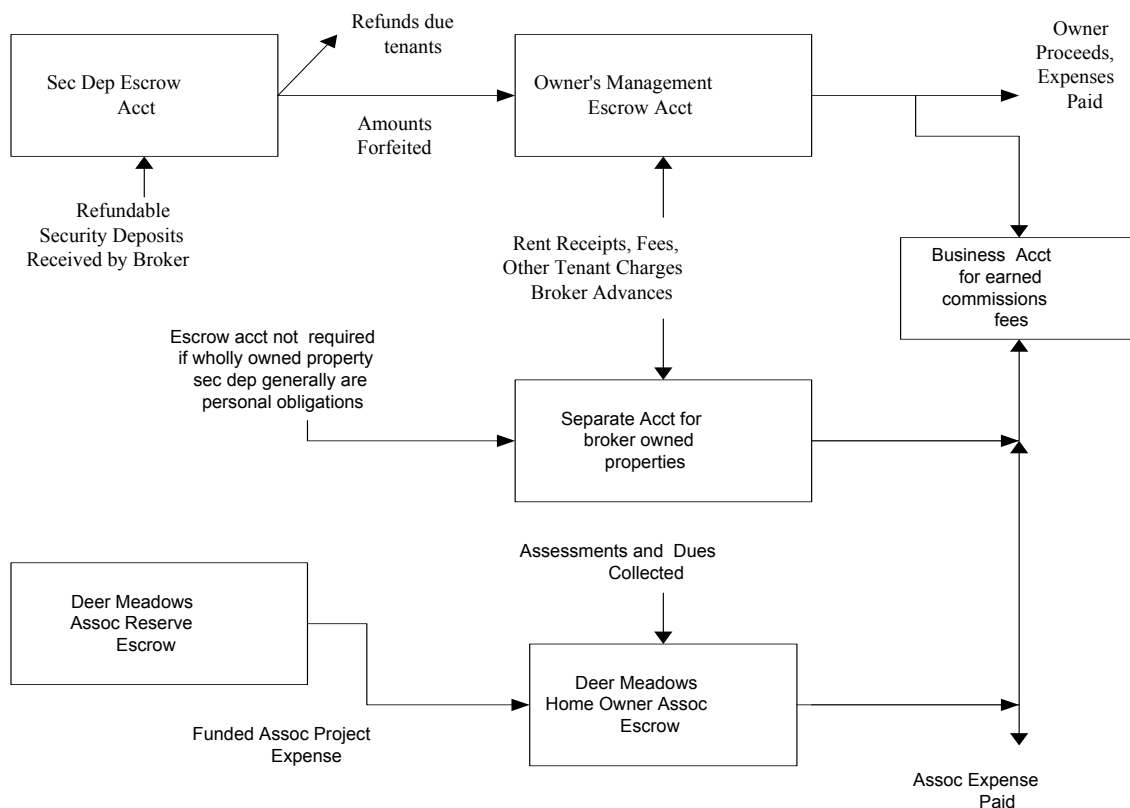 Refunds due
tenants
Sec Dep Escrow
Acct
Owner's Management
Escrow Acct
Owner
Proceeds,
Expenses
Paid
Amounts
Forfeited
Refundable
Security Deposits
Received by Broker
Rent Receipts, Fees,
Other Tenant Charges
Broker Advances
Business Acct
for earned
commissions
fees
Escrow acct not required
if wholly owned property
sec dep generally are
personal obligations
Separate Acct for
broker owned
properties
Assessments and Dues
Collected
Deer Meadows
Assoc Reserve
Escrow
Deer Meadows
Home Owner Assoc
Escrow
Funded Assoc Project
Expense
Assoc Expense
Paid